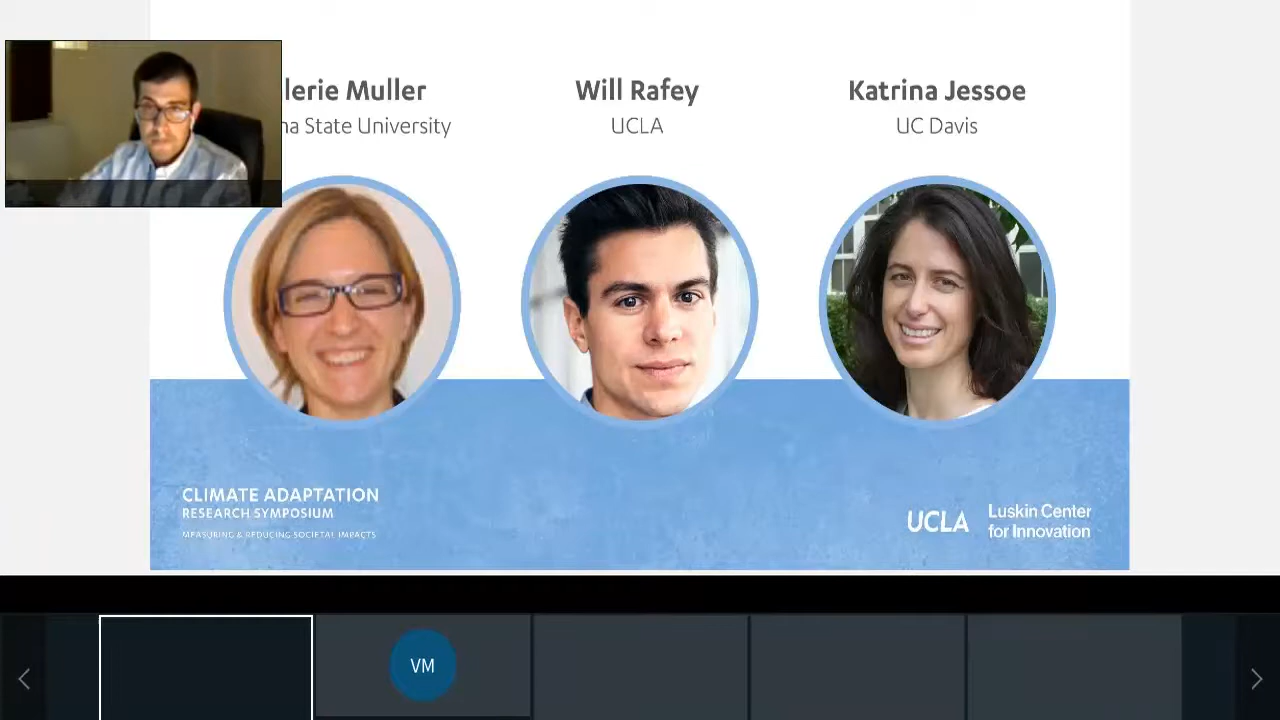 lerie Muller
na State University
Will Rafey
UCLA
Katrina Jessoe
UC Davis
CLIMATE ADAPTATION
RESEARCH SYMPOSIUM
MEASURING & REDUCING SOCIETAL IMPACTS
UCLA
Luskin Center
for Innovation
VM